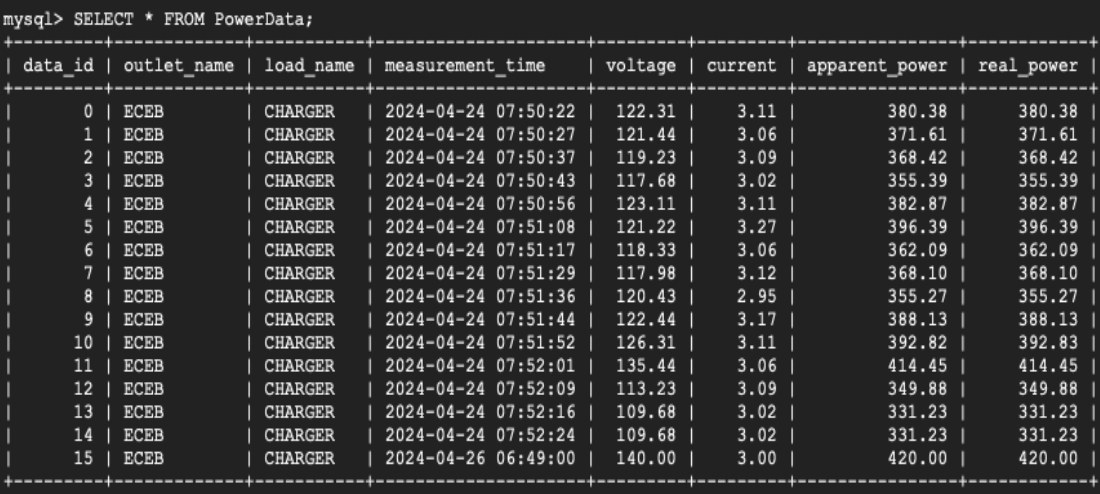 mysql> SELECT * FROM PowerData;
+---------+--------------+-----------+---------------------+---------+---------+----------------+------------+
| data_id | outlet_name | load_name | measurement_time | voltage | current | apparent_power | real_power |
+---------+--------------+-----------+---------------------+---------+---------+----------------+------------+
| 0 | ECEB | CHARGER | 2024-04-24 07:50:22 | 122.31 | 3.11 | 380.38 | 380.38 |
| 1 | ECEB | CHARGER | 2024-04-24 07:50:27 | 121.44 | 3.06 | 371.61 | 371.61 |
| 2 | ECEB | CHARGER | 2024-04-24 07:50:37 | 119.23 | 3.09 | 368.42 | 368.42 |
| 3 | ECEB | CHARGER | 2024-04-24 07:50:43 | 117.68 | 3.02 | 355.39 | 355.39 |
| 4 | ECEB | CHARGER | 2024-04-24 07:50:56 | 123.11 | 3.11 | 382.87 | 382.87 |
| 5 | ECEB | CHARGER | 2024-04-24 07:51:08 | 121.22 | 3.27 | 396.39 | 396.39 |
| 6 | ECEB | CHARGER | 2024-04-24 07:51:17 | 118.33 | 3.06 | 362.09 | 362.09 |
| 7 | ECEB | CHARGER | 2024-04-24 07:51:29 | 117.98 | 3.12 | 368.10 | 368.10 |
| 8 | ECEB | CHARGER | 2024-04-24 07:51:36 | 120.43 | 2.95 | 355.27 | 355.27 |
| 9 | ECEB | CHARGER | 2024-04-24 07:51:44 | 122.44 | 3.17 | 388.13 | 388.13 |
| 10 | ECEB | CHARGER | 2024-04-24 07:51:52 | 126.31 | 3.11 | 392.82 | 392.83 |
| 11 | ECEB | CHARGER | 2024-04-24 07:52:01 | 135.44 | 3.06 | 414.45 | 414.45 |
| 12 | ECEB | CHARGER | 2024-04-24 07:52:09 | 113.23 | 3.09 | 349.88 | 349.88 |
| 13 | ECEB | CHARGER | 2024-04-24 07:52:16 | 109.68 | 3.02 | 331.23 | 331.23 |
| 14 | ECEB | CHARGER | 2024-04-24 07:52:24 | 109.68 | 3.02 | 331.23 | 331.23 |
| 15 | ECEB | CHARGER | 2024-04-26 06:49:00 | 140.00 | 3.00 | 420.00 | 420.00 |
+---------+--------------+-----------+---------------------+---------+---------+----------------+------------+